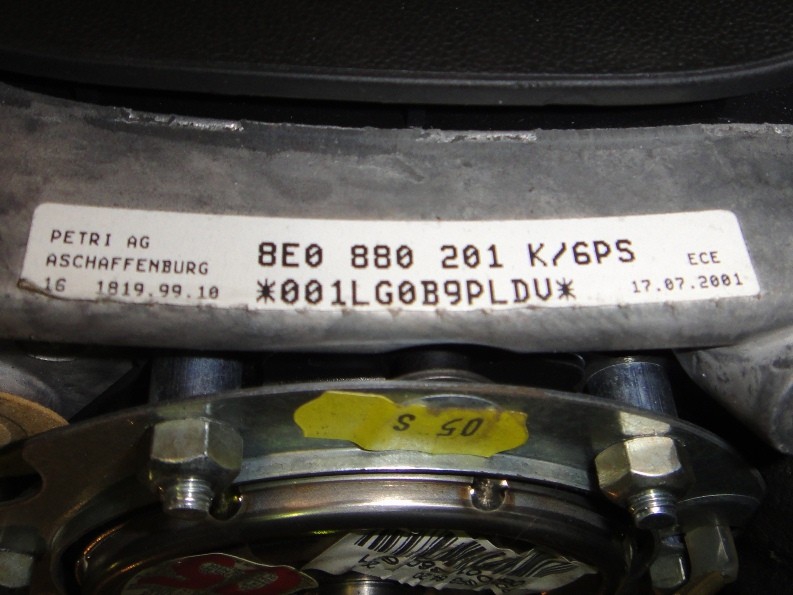 PETRI AG
ASCHAFFENBURG
16 1819.99.10
8E0 880 201 K/6PS
*001LG0B9PLDV*
ECE
17.07.2001
05 S